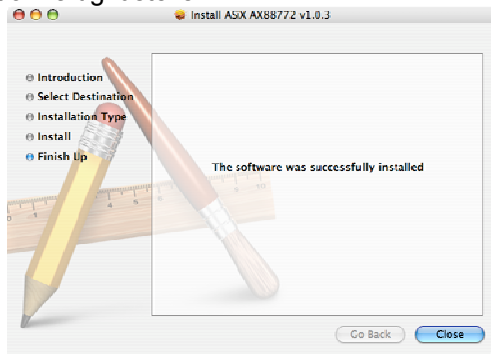 Install ASIX AX88772 v1.0.3
Introduction
Select Destination
Installation Type
Install
Finish Up
The software was successfully installed
Go Back
Close